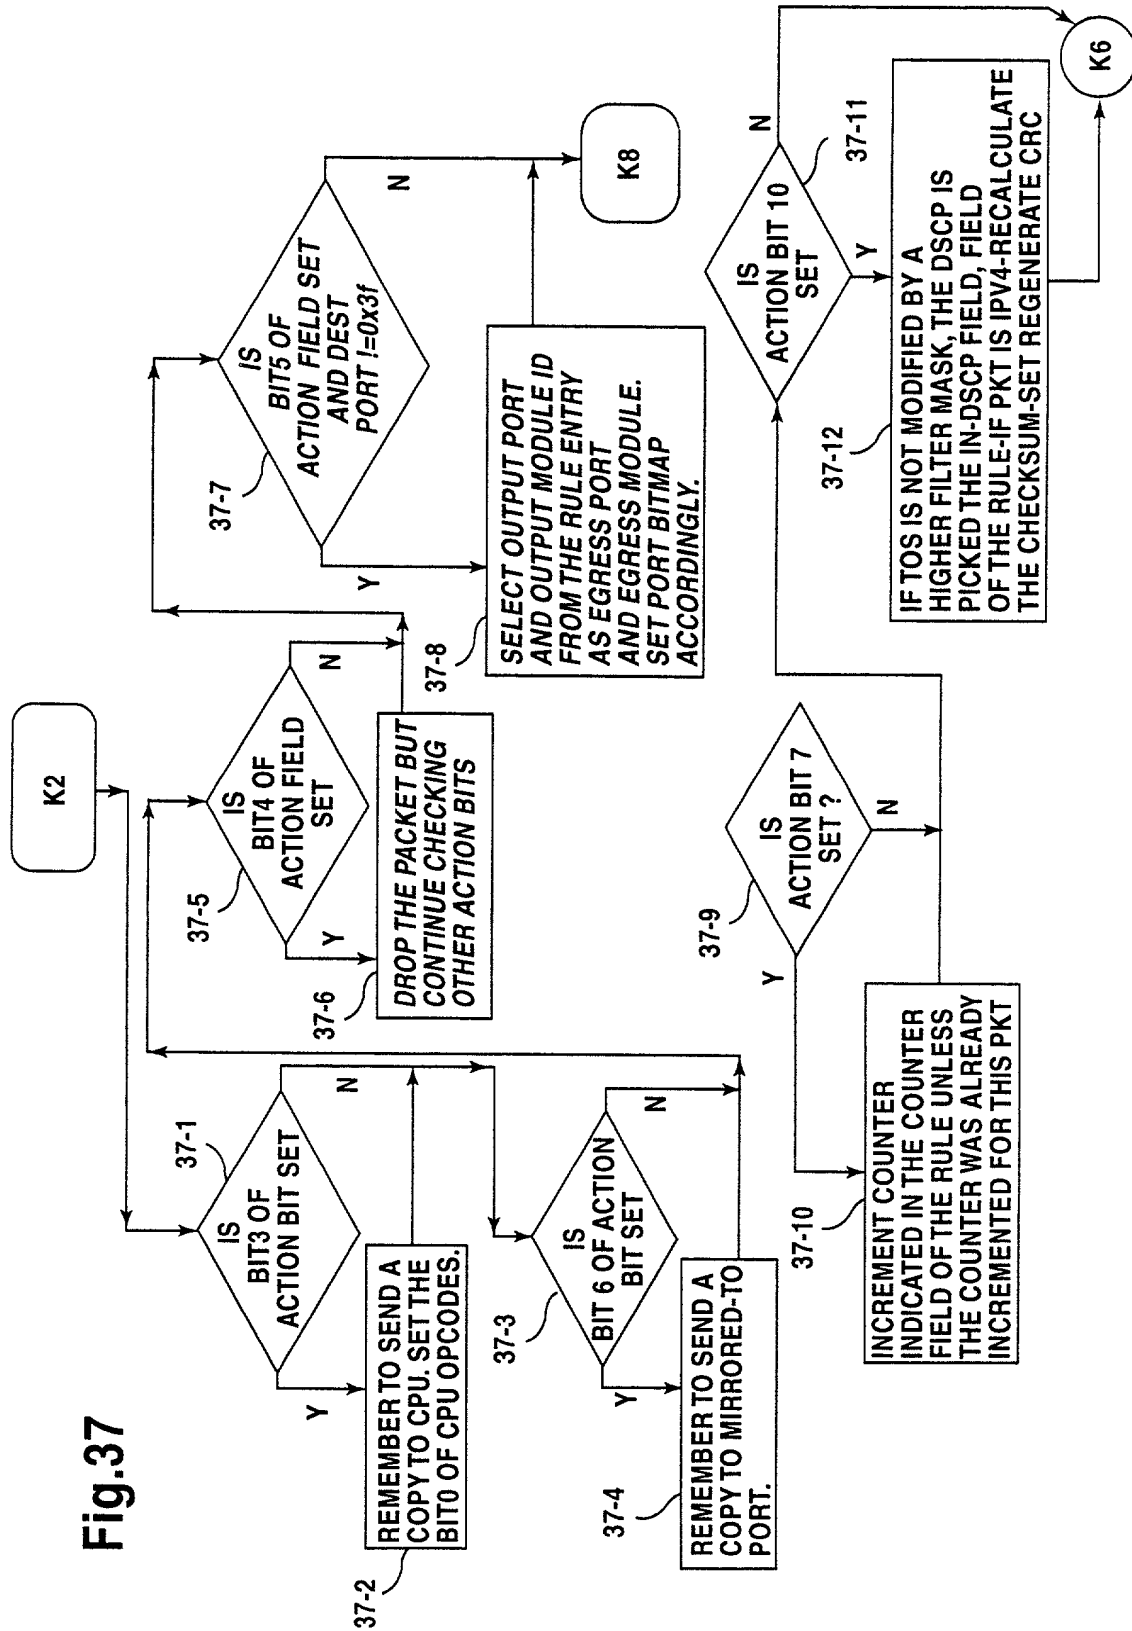 Fig.37
K2
37-1
IS
BIT3 OF
ACTION BIT SET
Y
N
37-2
REMEMBER TO SEND A
COPY TO CPU. SET THE
BIT0 OF CPU OPCODES.
37-3
IS
BIT 6 OF ACTION
BIT SET
Y
N
37-4
REMEMBER TO SEND A
COPY TO MIRRORED-TO
PORT.
37-5
IS
BIT4 OF
ACTION FIELD
SET
Y
N
37-6
DROP THE PACKET BUT
CONTINUE CHECKING
OTHER ACTION BITS
37-7
IS
BIT5 OF
ACTION FIELD SET
AND DEST
PORT !=0x3f
Y
N
37-8
SELECT OUTPUT PORT
AND OUTPUT MODULE ID
FROM THE RULE ENTRY
AS EGRESS PORT
AND EGRESS MODULE.
SET PORT BITMAP
ACCORDINGLY.
K8
37-9
IS
ACTION BIT 7
SET ?
Y
N
37-10
INCREMENT COUNTER
INDICATED IN THE COUNTER
FIELD OF THE RULE UNLESS
THE COUNTER WAS ALREADY
INCREMENTED FOR THIS PKT
37-11
IS
ACTION BIT 10
SET
N
Y
37-12
IF TOS IS NOT MODIFIED BY A
HIGHER FILTER MASK, THE DSCP IS
PICKED THE IN-DSCP FIELD, FIELD
OF THE RULE-IF PKT IS IPV4-RECALCULATE
THE CHECKSUM-SET REGENERATE CRC
K6